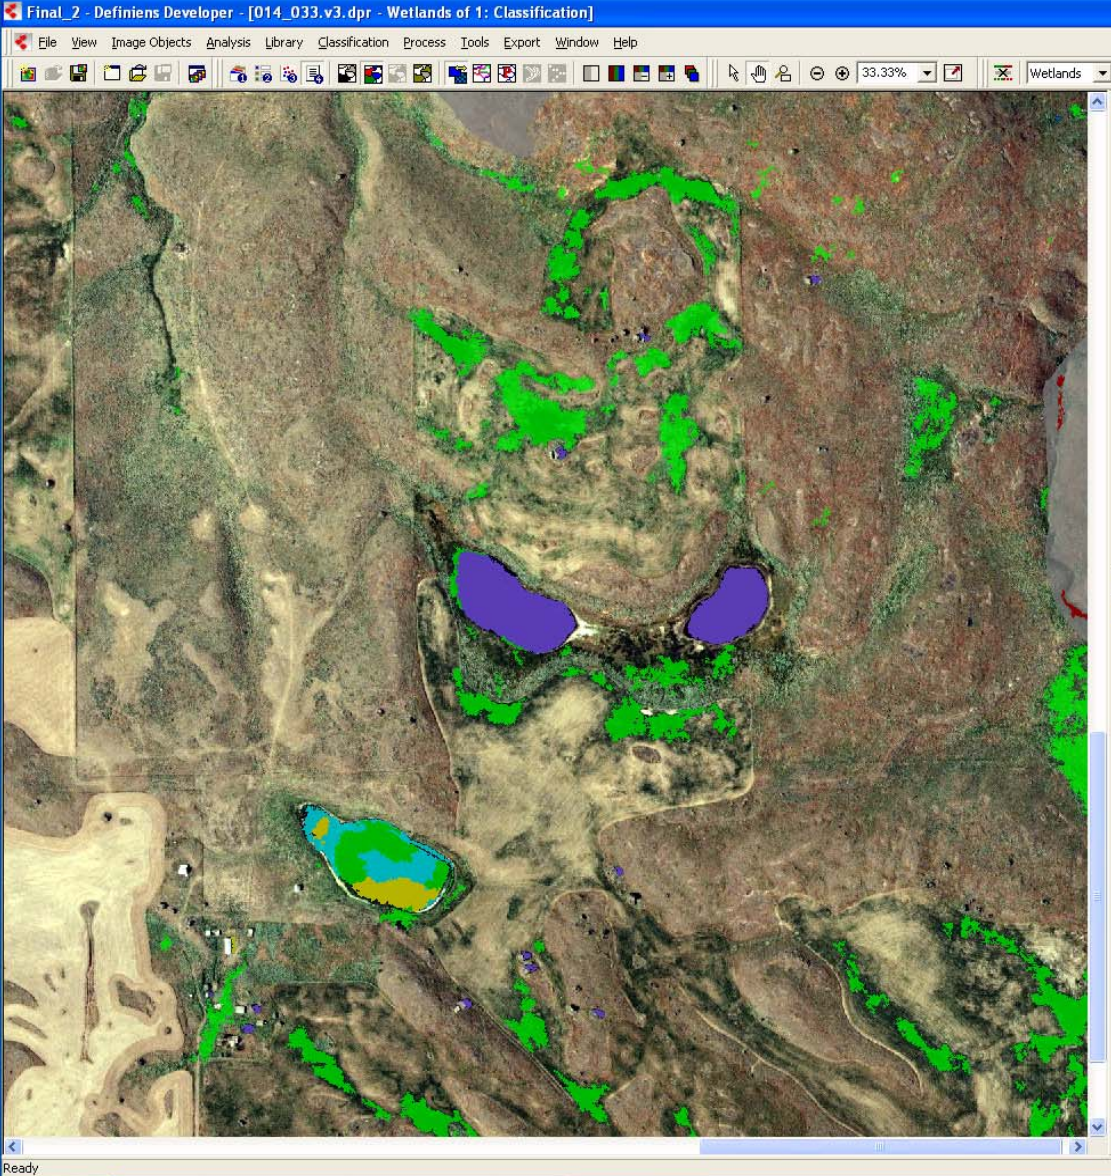 Final_2 - Definiens Developer - [014_033.v3.dpr - Wetlands of 1: Classification]
File View Image Objects Analysis Library Classification Process Tools Export Window Help
33.33% Wetlands
Ready